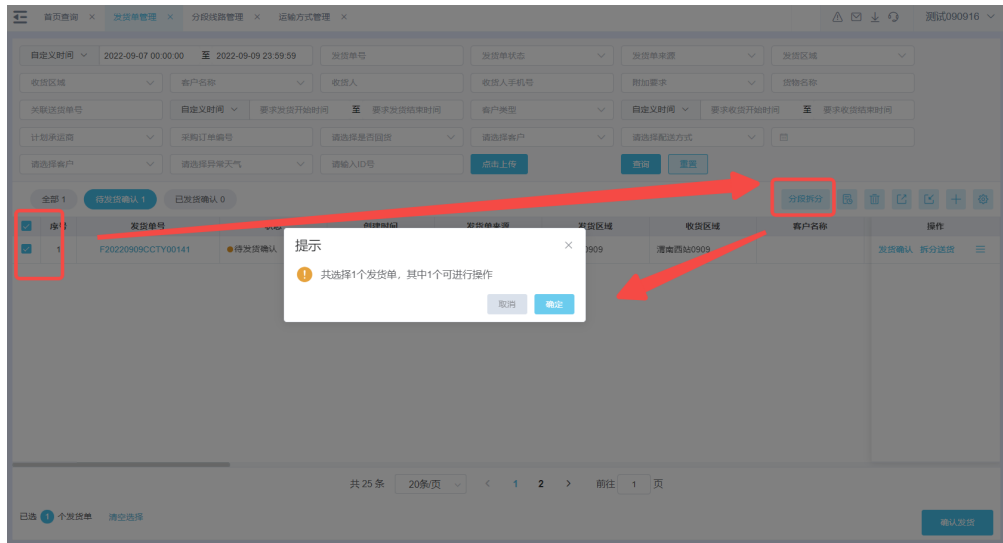 首页查询 × 发货单管理 × 分段线路管理 × 运输方式管理 × 测试090916
自定义时间 2022-09-07 00:00:00 至 2022-09-09 23:59:59 发货单号 发货单状态 发货单来源 发货区域
收货区域 客户名称 收货人 收货人手机号 附加要求 货物名称
关联送货单号 自定义时间 要求发货开始时间 至 要求发货结束时间 客户类型 自定义时间 要求收货开始时间 至 要求收货结束时间
计划承运商 采购订单编号 请选择是否回货 请选择客户 请选择配送方式
请选择客户 请选择异常天气 请输入ID号 点击上传 查询 重置
全部 1 待发货确认 1 已发货确认 0 分段拆分
序号 发货单号 状态 创建时间 发货单来源 发货区域 收货区域 客户名称 操作
1 F20220909CCTY00141 待发货确认 0909 渭南西站0909 发货确认 拆分送货
提示 ×
共选择1个发货单，其中1个可进行操作
取消 确定
共 25 条 20条/页 < 1 2 > 前往 1 页
已选 1 个发货单 清空选择 确认发货